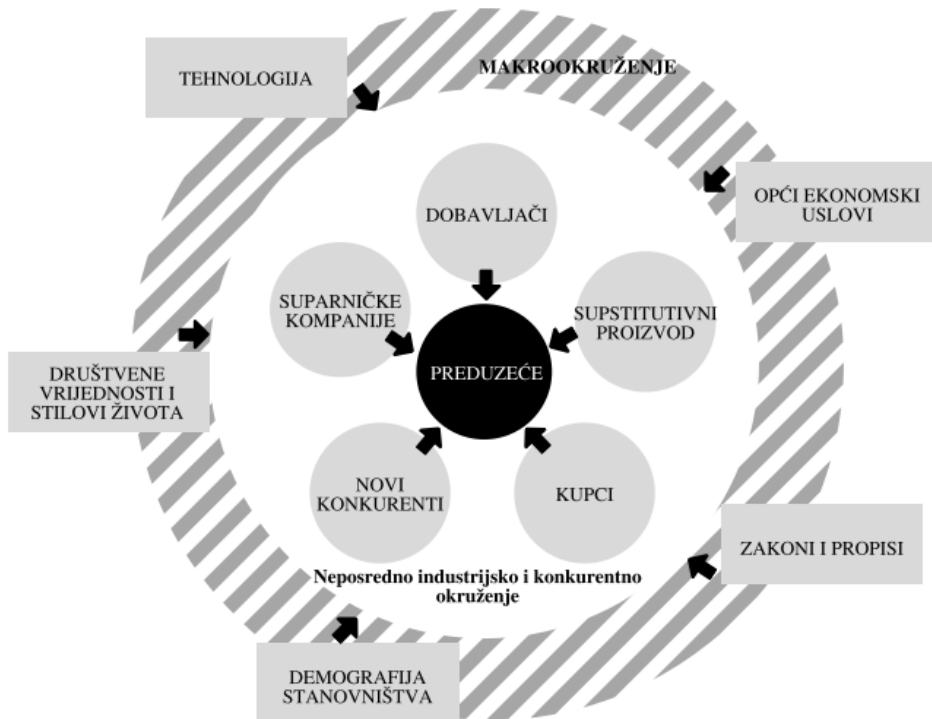 MAKROOKRUŽENJE
TEHNOLOGIJA
OPĆI EKONOMSKI
USLOVI
DOBAVLJAČI
SUPARNIČKE
KOMPANIJE
SUPSTITUTIVNI
PROIZVOD
PREDUZEĆE
DRUŠTVENE
VRIJEDNOSTI I
STILOVI ŽIVOTA
NOVI
KONKURENTI
KUPCI
ZAKONI I PROPISI
Neposredno industrijsko i konkurentno
okruženje
DEMOGRAFIJA
STANOVNIŠTVA